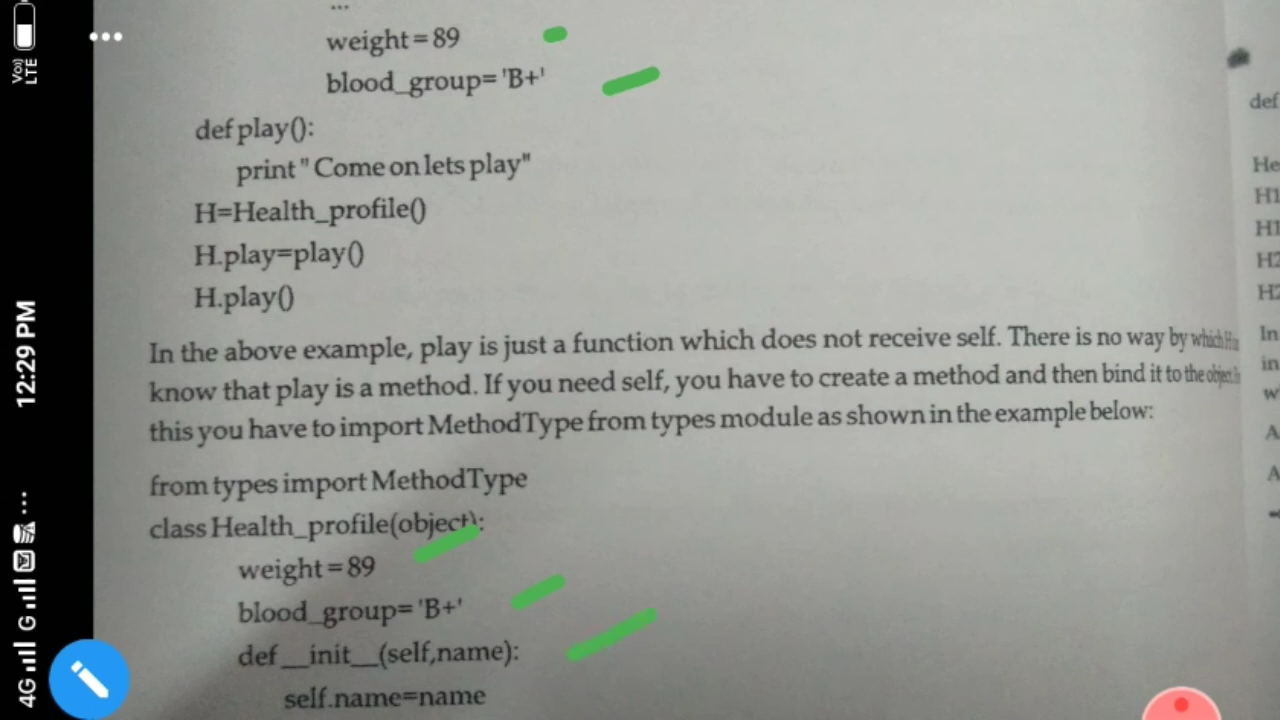 ...
weight = 89
blood_group= 'B+'
def play():
print " Come on lets play"
H=Health_profile()
H.play=play()
H.play()
In the above example, play is just a function which does not receive self. There is no way by which
know that play is a method. If you need self, you have to create a method and then bind it to the object.
this you have to import MethodType from types module as shown in the example below:
from types import MethodType
class Health_profile(object):
weight = 89
blood_group= 'B+'
def __init__(self,name):
self.name=name
def
He
H1
H1
H2
H2
In
in
w
A
A
Vo)) LTE
12:29 PM
4G G